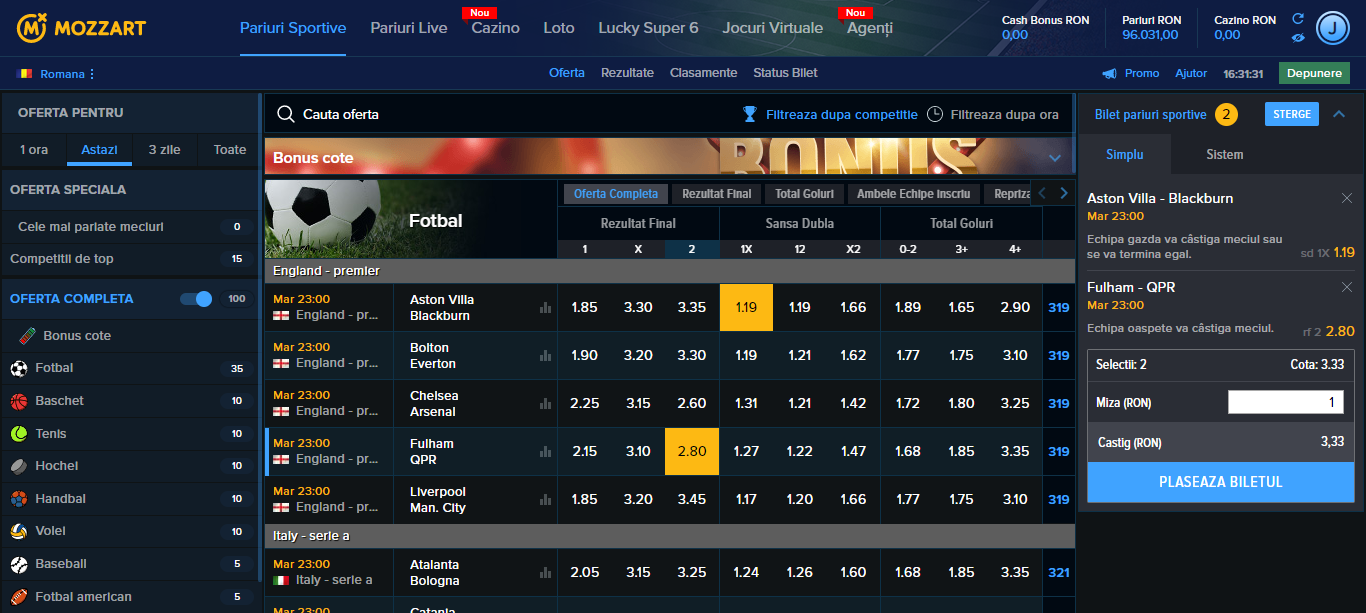 MOZZART
Pariuri Sportive
Pariuri Live
Nou
Cazino
Loto
Lucky Super 6
Jocuri Virtuale
Nou
Agenți
Cash Bonus RON
0,00
Pariuri RON
96.031,00
Cazino RON
0,00
J
Romana
Oferta Rezultate Clasamente Status Bilet
Promo Ajutor 16:31:31 Depunere
OFERTA PENTRU
1 ora Astazi 3 zile Toate
OFERTA SPECIALA
Cele mai pariate meciuri 0
Competitii de top 15
OFERTA COMPLETA 100
Bonus cote
Fotbal 35
Baschet 10
Tenis 10
Hochei 10
Handbal 10
Volei 10
Baseball 5
Fotbal american 5
Cauta oferta
Filtreaza dupa competitie
Filtreaza dupa ora
Bonus cote
BONUS
Fotbal
Oferta Completa Rezultat Final Total Goluri Ambele Echipe Inscriu Repriza
Rezultat Final Sansa Dubla Total Goluri
1 X 2 1X 12 X2 0-2 3+ 4+
England - premier
Mar 23:00 Aston Villa
England - pr... Blackburn
1.85 3.30 3.35 1.19 1.19 1.66 1.89 1.65 2.90 319
Mar 23:00 Bolton
England - pr... Everton
1.90 3.20 3.30 1.19 1.21 1.62 1.77 1.75 3.10 319
Mar 23:00 Chelsea
England - pr... Arsenal
2.25 3.15 2.60 1.31 1.21 1.42 1.72 1.80 3.25 319
Mar 23:00 Fulham
England - pr... QPR
2.15 3.10 2.80 1.27 1.22 1.47 1.68 1.85 3.35 319
Mar 23:00 Liverpool
England - pr... Man. City
1.85 3.20 3.45 1.17 1.20 1.66 1.77 1.75 3.10 319
Italy - serie a
Mar 23:00 Atalanta
Italy - serie a Bologna
2.05 3.15 3.25 1.24 1.26 1.60 1.68 1.85 3.35 321
Mar 23:00 Catania
Bilet pariuri sportive 2 STERGE
Simplu Sistem
Aston Villa - Blackburn
Mar 23:00
Echipa gazda va câstiga meciul sau
se va termina egal. sd 1X 1.19
Fulham - QPR
Mar 23:00
Echipa oaspete va câstiga meciul. rf 2 2.80
Selectii: 2 Cota: 3.33
Miza (RON) 1
Castig (RON) 3,33
PLASEAZA BILETUL